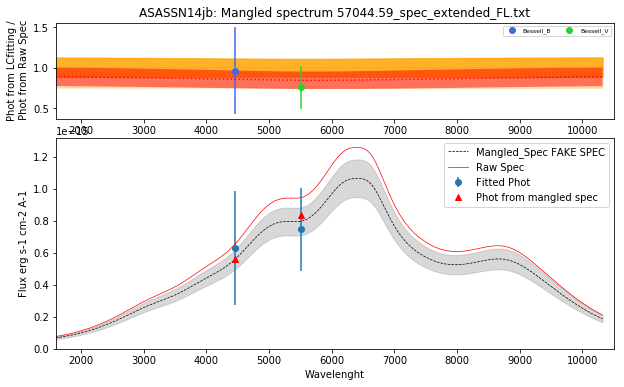 ASASSN14jb: Mangled spectrum 57044.59_spec_extended_FL.txt
Phot from LCfitting /
Phot from Raw Spec
1.5
1.0
0.5
Bessell_B
Bessell_V
2000 3000 4000 5000 6000 7000 8000 9000 10000
Flux erg s-1 cm-2 A-1
1.2
1.0
0.8
0.6
0.4
0.2
0.0
Mangled_Spec FAKE SPEC
Raw Spec
Fitted Phot
Phot from mangled spec
2000 3000 4000 5000 6000 7000 8000 9000 10000
Wavelenght